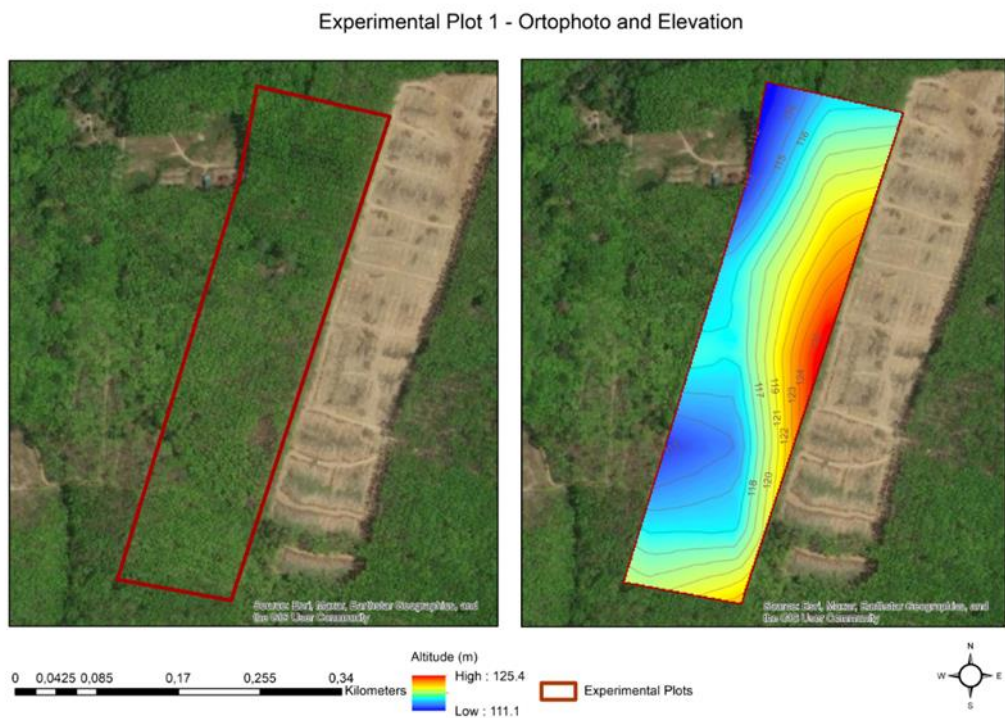 Experimental Plot 1 - Ortophoto and Elevation
115
116
117
119
124
123
121
122
118
120
Source: Esri, Maxar, Earthstar Geographics, and
the GIS User Community
Source: Esri, Maxar, Earthstar Geographics, and
the GIS User Community
0 0,0425 0,085 0,17 0,255 0,34
Kilometers
Altitude (m)
High : 125.4
Low : 111.1
Experimental Plots
N
W E
S